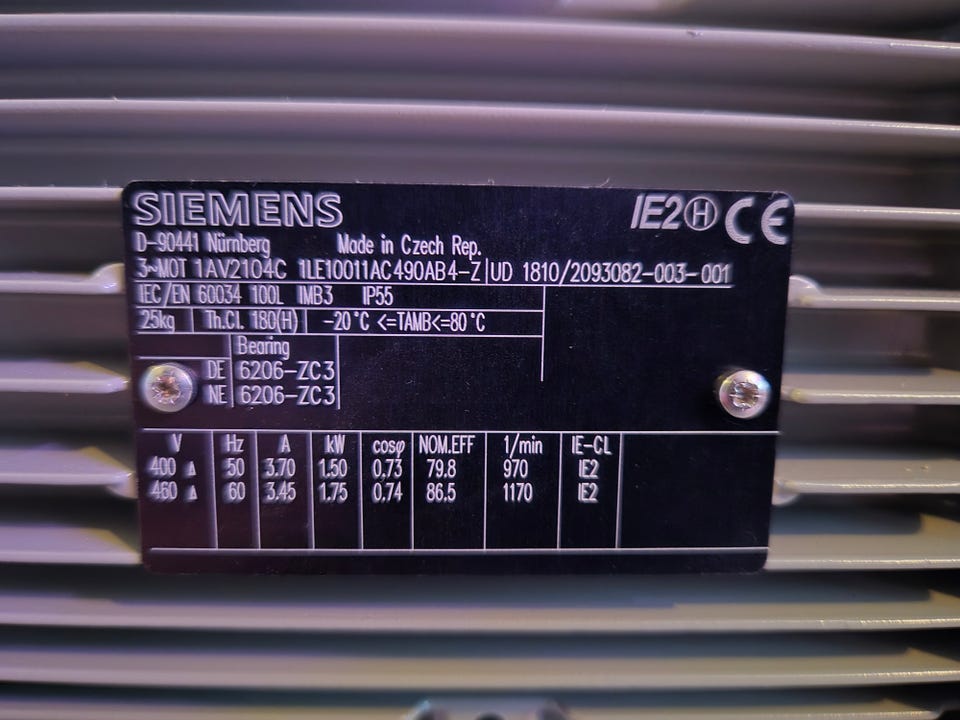 SIEMENS IE2 H CE
D-90441 Nürnberg Made in Czech Rep.
3~MOT 1AV2104C 1LE10011AC490AB4-Z UD 1810/2093082-003-001
IEC/EN 60034 100L IMB3 IP55
25kg Th.Cl. 180(H) -20°C <=TAMB<=80°C
Bearing
DE 6206-ZC3
NE 6206-ZC3
V Hz A kW cosφ NOM.EFF 1/min IE-CL
400 Δ 50 3.70 1.50 0,73 79.8 970 IE2
460 Δ 60 3.45 1.75 0,74 86.5 1170 IE2